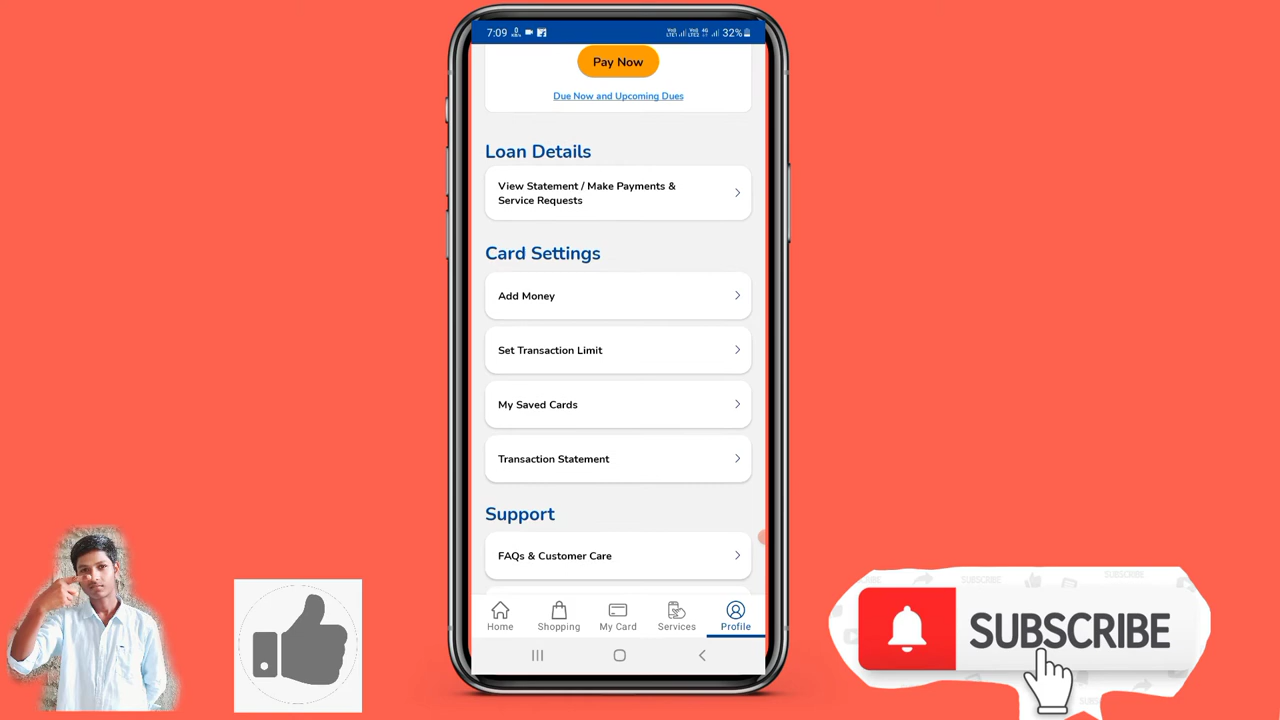 7:09
32%
Pay Now
Due Now and Upcoming Dues
Loan Details
View Statement / Make Payments &
Service Requests
Card Settings
Add Money
Set Transaction Limit
My Saved Cards
Transaction Statement
Support
FAQs & Customer Care
Home Shopping My Card Services Profile
SUBSCRIBE